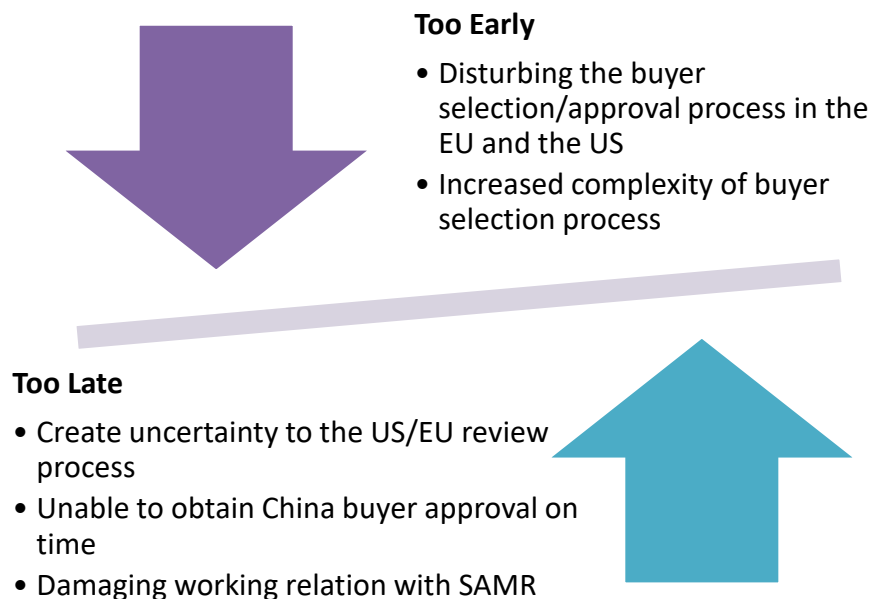 Too Early
• Disturbing the buyer
selection/approval process in the
EU and the US
• Increased complexity of buyer
selection process
Too Late
• Create uncertainty to the US/EU review
process
• Unable to obtain China buyer approval on
time
• Damaging working relation with SAMR